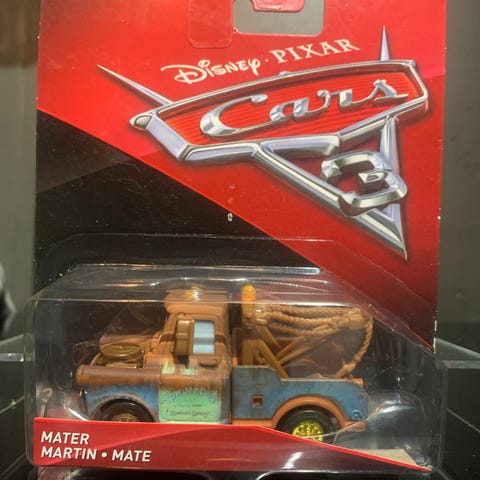 Disney · PIXAR
Cars
3
MATER
MARTIN • MATE